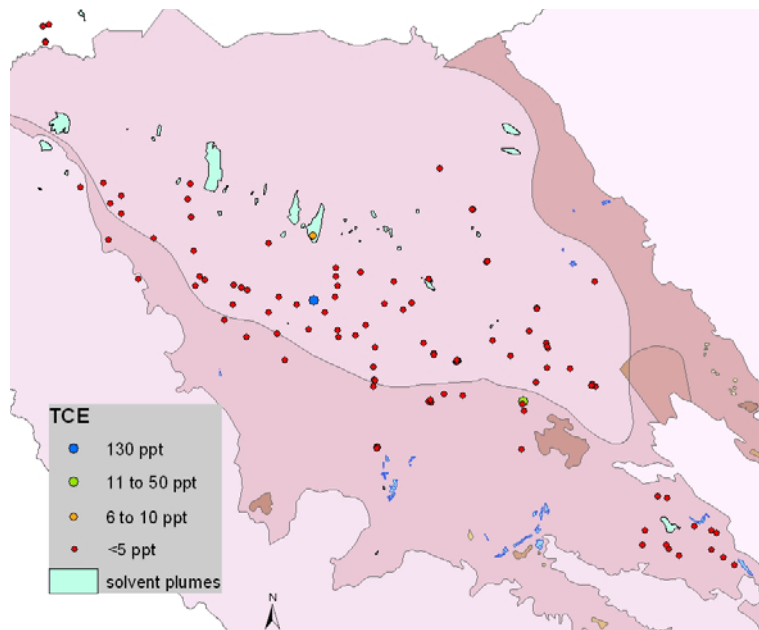 TCE
130 ppt
11 to 50 ppt
6 to 10 ppt
<5 ppt
solvent plumes
N